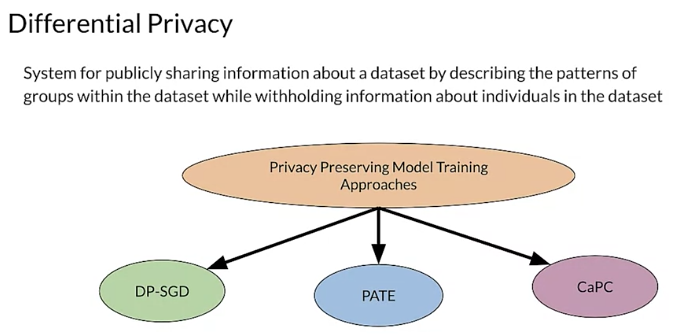 Differential Privacy
System for publicly sharing information about a dataset by describing the patterns of
groups within the dataset while withholding information about individuals in the dataset
Privacy Preserving Model Training
Approaches
DP-SGD
PATE
CaPC